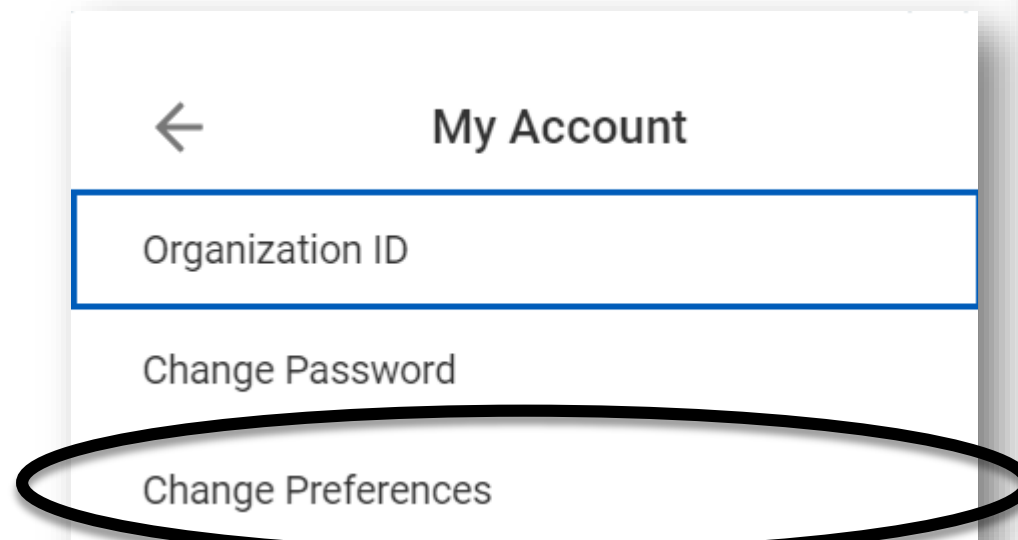 My Account
Organization ID
Change Password
Change Preferences